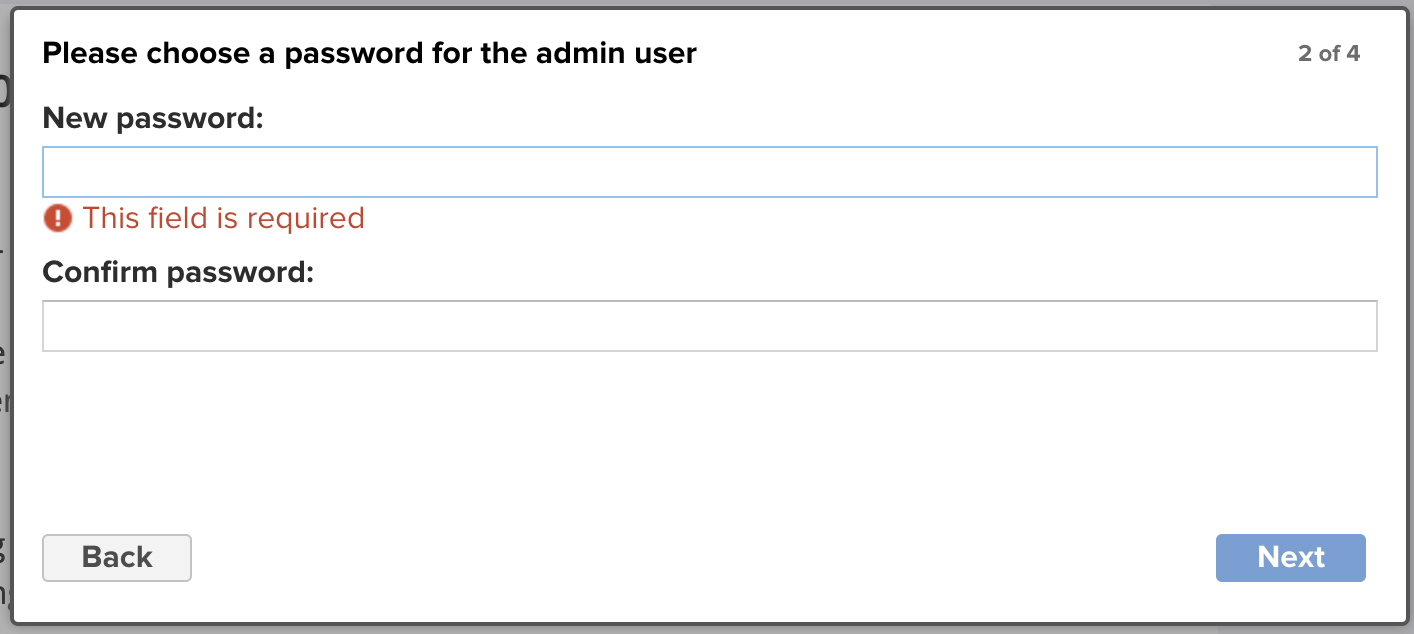 Please choose a password for the admin user
2 of 4
New password:
This field is required
Confirm password:
Back
Next